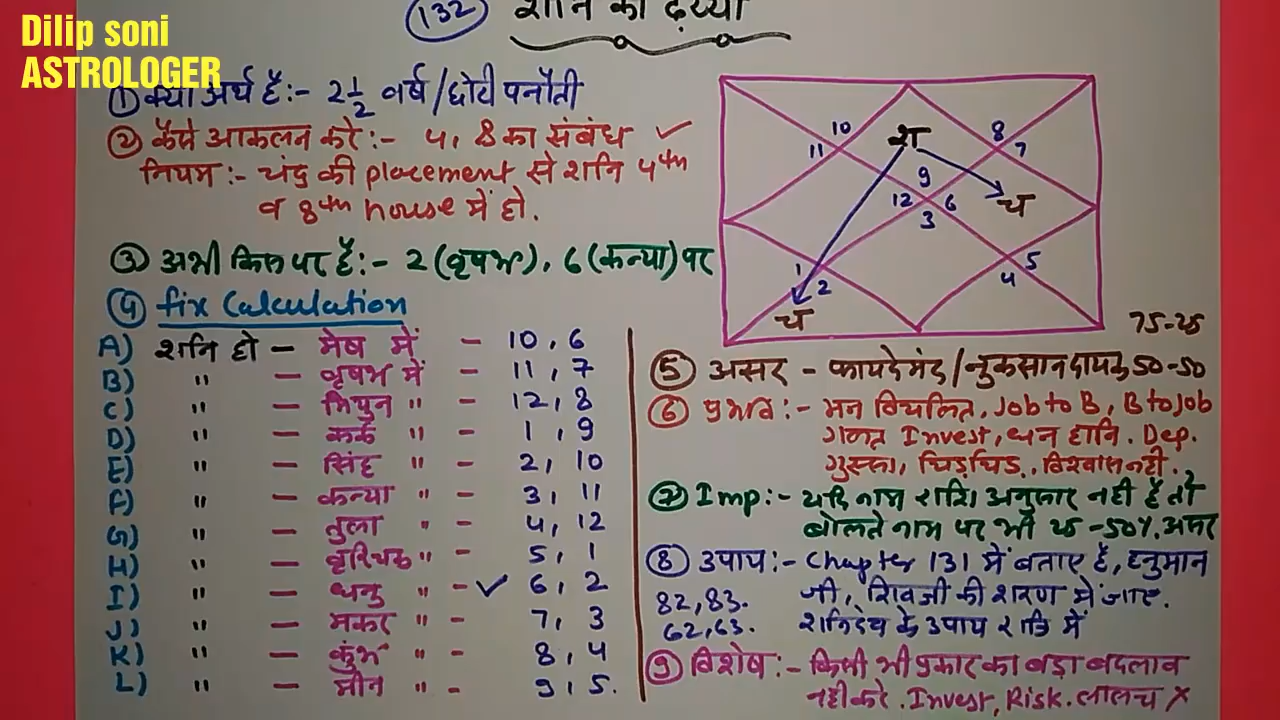 Dilip soni
ASTROLOGER
(132) शनि की ढ़य्या
① क्या अर्थ है:- 2 1/2 वर्ष/छोटी पनौती
② कैसे आकलन करे:- 4, 8 का संबंध ✓
नियम:- चंद्र की placement से शनि 4th
व 8th house में हो.
③ अभी किस पर है:- 2 (वृषभ), 6 (कन्या) पर
④ fix Calculation
A) शनि हो - मेष में - 10, 6
B) " - वृषभ में - 11, 7
C) " - मिथुन " - 12, 8
D) " - कर्क " - 1, 9
E) " - सिंह " - 2, 10
F) " - कन्या " - 3, 11
G) " - तुला " - 4, 12
H) " - वृश्चिक " - 5, 1
I) " - धनु " - ✓ 6, 2
J) " - मकर " - 7, 3
K) " - कुंभ " - 8, 4
L) " - मीन " - 9, 5.
10 श 8
11 7
9
12 6 च
3
1 5
2 4
च
75-25
⑤ असर - फायदेमंद/नुकसानदायक 50-50
⑥ प्रभाव:- मन विचलित, Job to B, B to Job
गलत Invest, धन हानि. Dep.
गुस्सा, चिड़चिड़, विश्वास नही.
⑦ Imp:- यदि नाम राशि अनुसार नही है तो
बोलते नाम पर भी 25-50% असर
⑧ उपाय:- Chapter 131 में बताए है, हनुमान
82,83. जी, शिवजी की शरण में जाए.
62,63. शनिदेव के उपाय रात्रि में
⑨ विशेष:- किसी भी प्रकार का बड़ा बदलाव
नही करे. Invest, Risk. लालच ✗